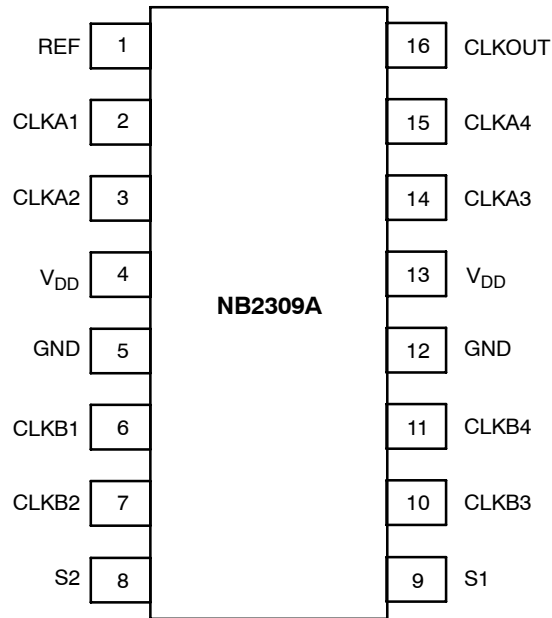 REF 1 16 CLKOUT
CLKA1 2 15 CLKA4
CLKA2 3 14 CLKA3
VDD 4 13 VDD
NB2309A
GND 5 12 GND
CLKB1 6 11 CLKB4
CLKB2 7 10 CLKB3
S2 8 9 S1